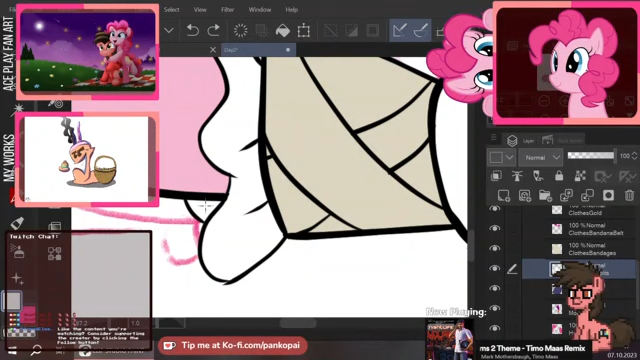 ACE PLAY FAN ART
MY WORKS
Select
View
Filter
Window
Help
Layer
Normal
100
100 % Normal
ClothesGold
100 % Normal
ClothesBandanaBelt
100 % Normal
ClothesBandages
Normal
Twitch Chat:
Like the content you're
watching? Consider supporting
the creator by clicking the
Follow button!
Tip me at Ko-fi.com/pankopai
Now Playing:
ms 2 Theme - Timo Maas Remix
Mark Mothersbaugh, Timo Maas
07.10.2023